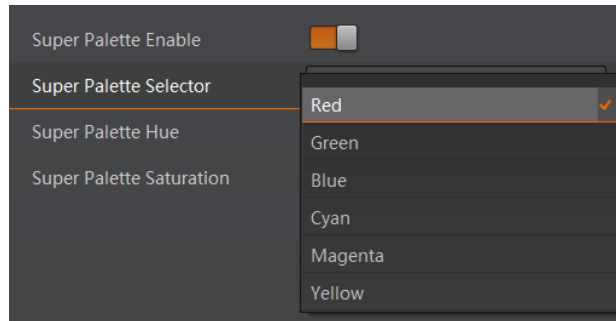 Super Palette Enable
Super Palette Selector
Red
Super Palette Hue
Green
Super Palette Saturation
Blue
Cyan
Magenta
Yellow